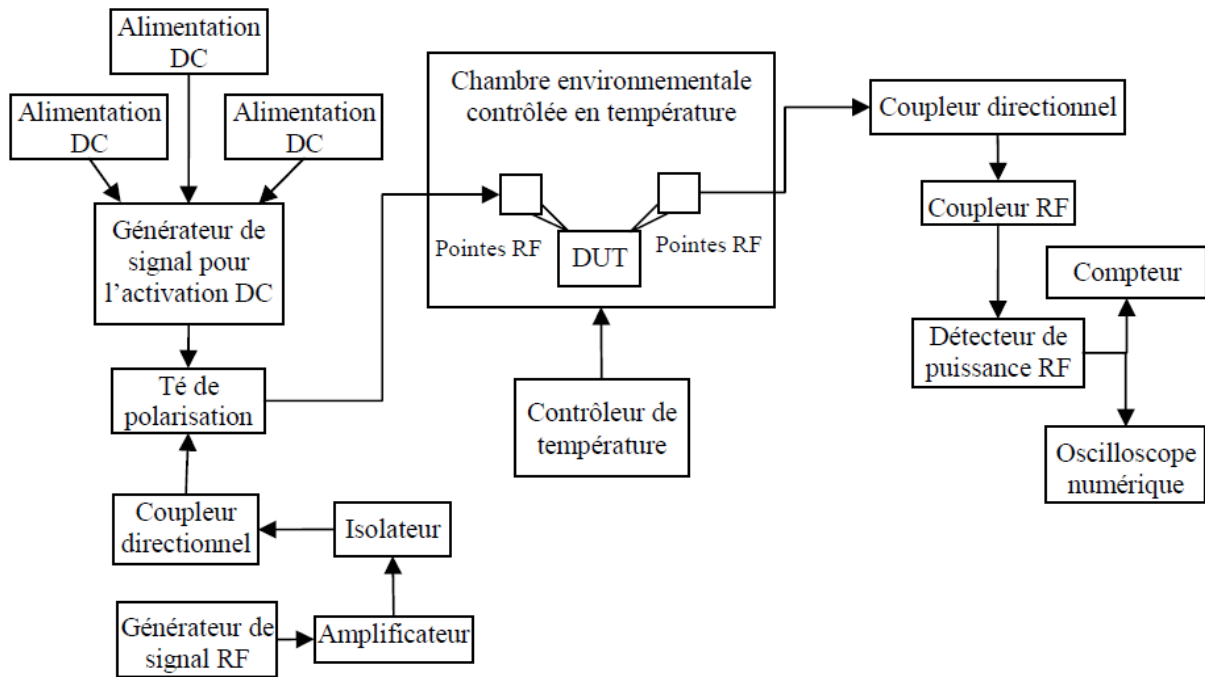 Alimentation
DC
Alimentation
DC
Alimentation
DC
Générateur de
signal pour
l’activation DC
Té de
polarisation
Coupleur
directionnel
Isolateur
Générateur de
signal RF
Amplificateur
Chambre environnementale
contrôlée en température
Pointes RF
DUT
Pointes RF
Contrôleur de
température
Coupleur directionnel
Coupleur RF
Détecteur de
puissance RF
Compteur
Oscilloscope
numérique